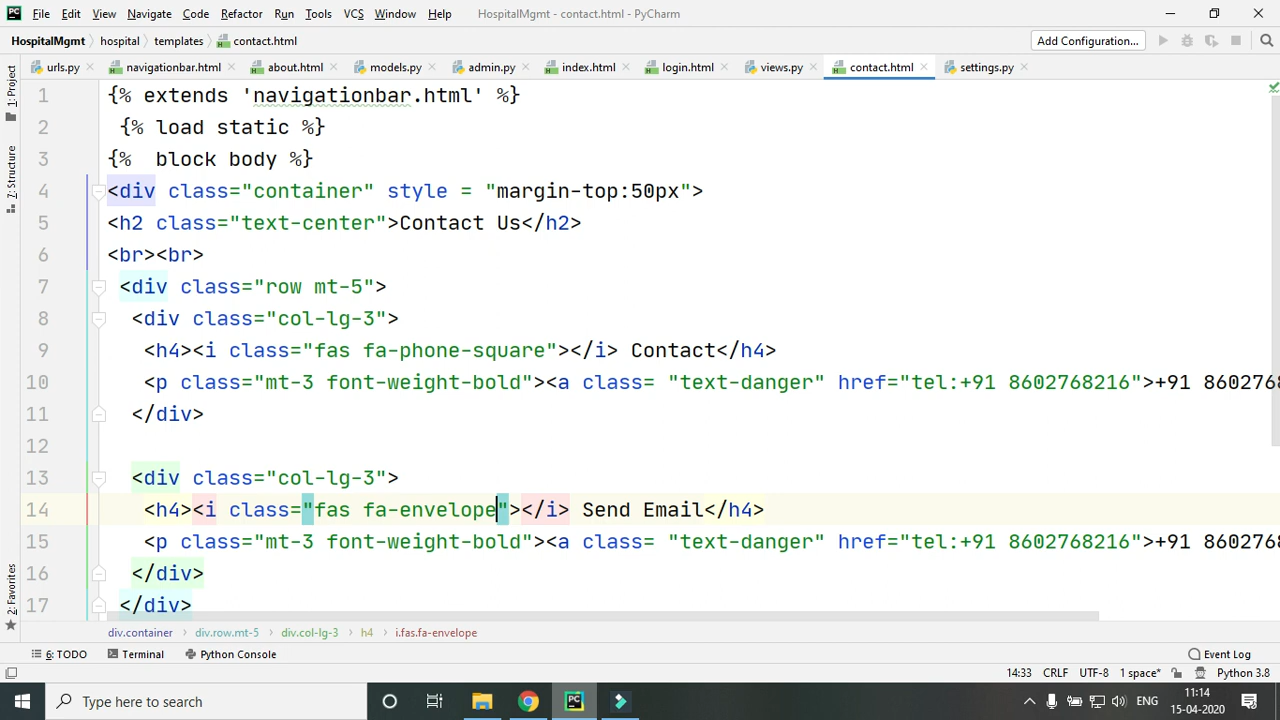 PC File Edit View Navigate Code Refactor Run Tools VCS Window Help HospitalMgmt - contact.html - PyCharm
HospitalMgmt hospital templates contact.html Add Configuration...
urls.py navigationbar.html about.html models.py admin.py index.html login.html views.py contact.html settings.py
1: Project
7: Structure
2: Favorites
1 {% extends 'navigationbar.html' %}
2 {% load static %}
3 {%  block body %}
4 <div class="container" style = "margin-top:50px">
5 <h2 class="text-center">Contact Us</h2>
6 <br><br>
7 <div class="row mt-5">
8 <div class="col-lg-3">
9 <h4><i class="fas fa-phone-square"></i> Contact</h4>
10 <p class="mt-3 font-weight-bold"><a class= "text-danger" href="tel:+91 8602768216">+91 86027682
11 </div>
12
13 <div class="col-lg-3">
14 <h4><i class="fas fa-envelope"></i> Send Email</h4>
15 <p class="mt-3 font-weight-bold"><a class= "text-danger" href="tel:+91 8602768216">+91 86027682
16 </div>
17 </div>
div.container div.row.mt-5 div.col-lg-3 h4 i.fas.fa-envelope
6: TODO Terminal Python Console Event Log
14:33 CRLF UTF-8 1 space* Python 3.8
Type here to search PC ENG 11:14
15-04-2020